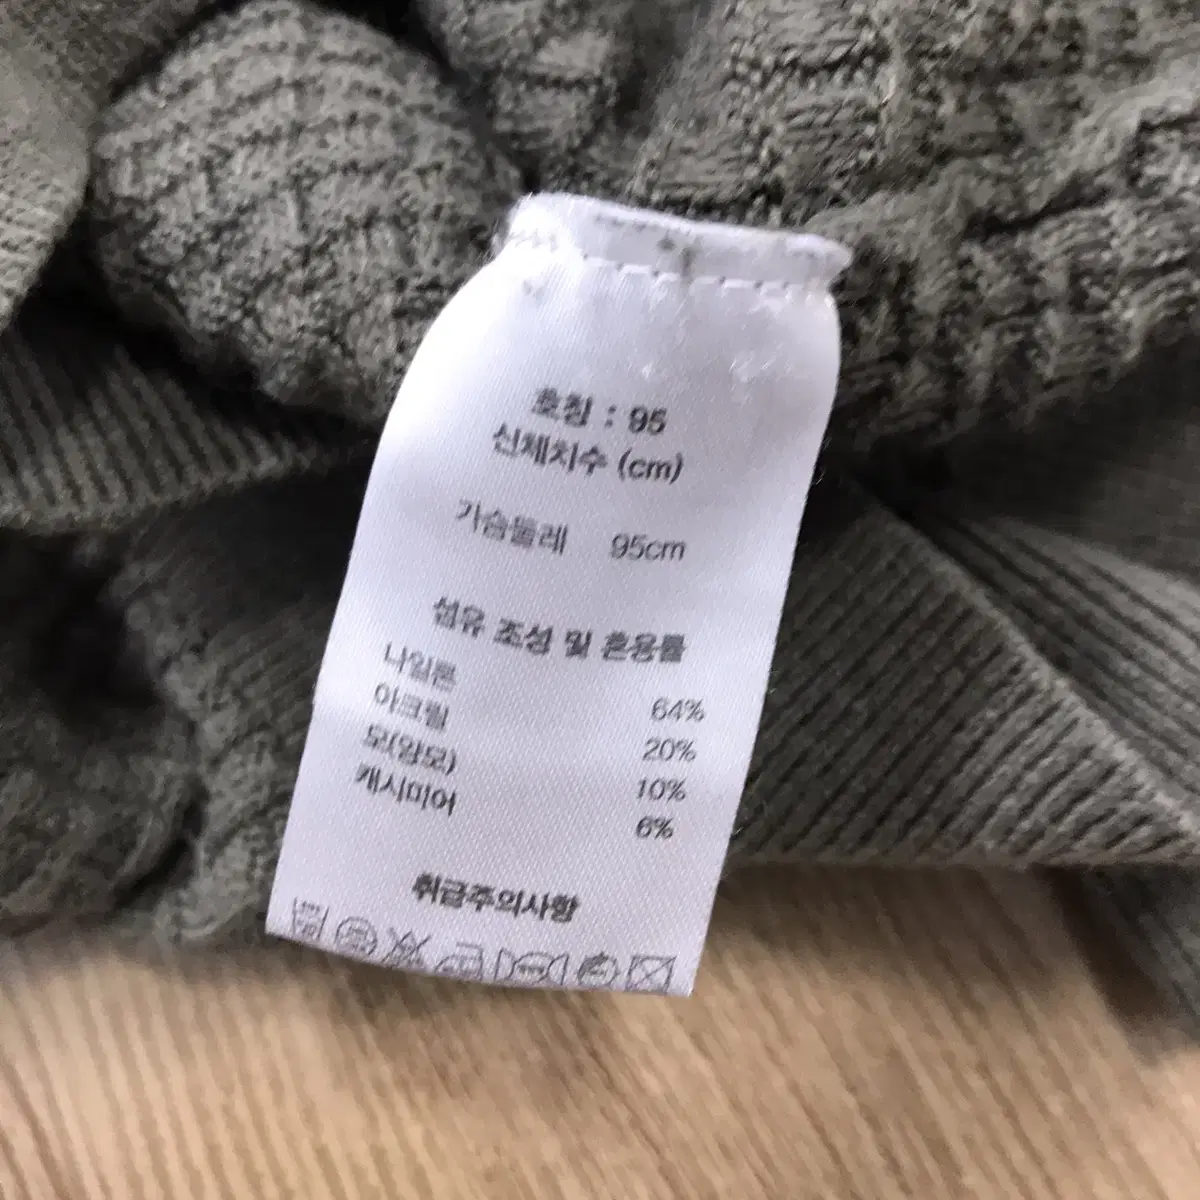 호칭 : 95
신체치수 (cm)
가슴둘레 95cm
섬유 조성 및 혼용률
나일론 64%
아크릴 20%
모(양모) 10%
캐시미어 6%
취급주의사항